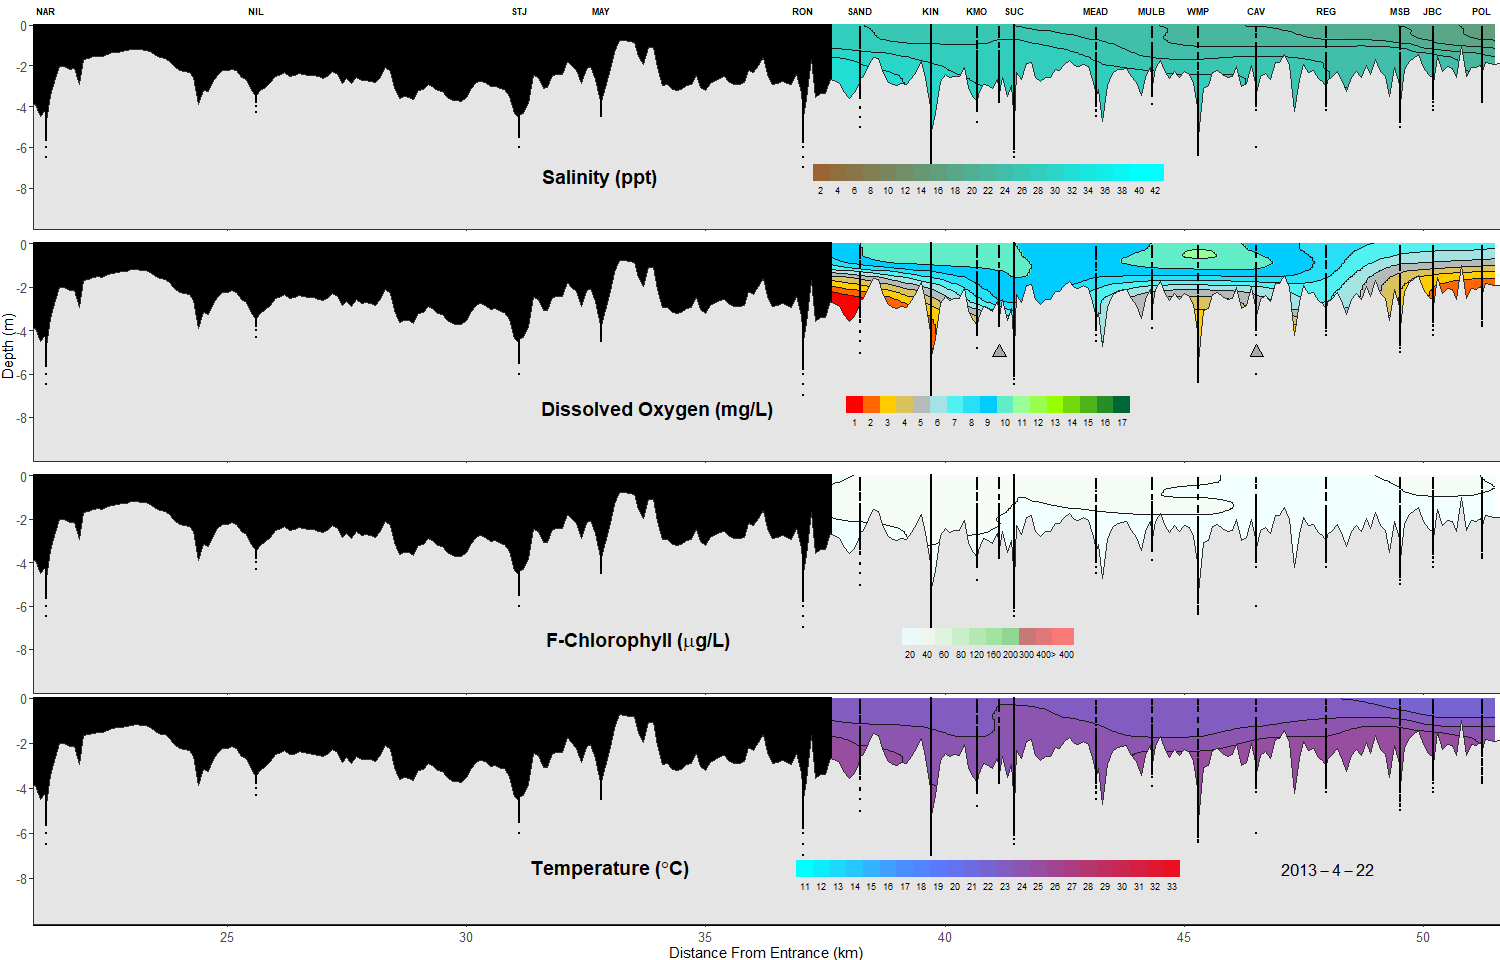 NAR NIL STJ MAY RON SAND KIN KMO SUC MEAD MULB WMP CAV REG MSB JBC POL
0
-2
-4
-6
-8
Salinity (ppt)
2 4 6 8 10 12 14 16 18 20 22 24 26 28 30 32 34 36 38 40 42
0
-2
-4
-6
-8
Depth (m)
Dissolved Oxygen (mg/L)
1 2 3 4 5 6 7 8 9 10 11 12 13 14 15 16 17
0
-2
-4
-6
-8
F-Chlorophyll (μg/L)
20 40 60 80 120 160 200 300 400> 400
0
-2
-4
-6
-8
Temperature (°C)
11 12 13 14 15 16 17 18 19 20 21 22 23 24 25 26 27 28 29 30 31 32 33
2013 – 4 – 22
25 30 35 40 45 50
Distance From Entrance (km)